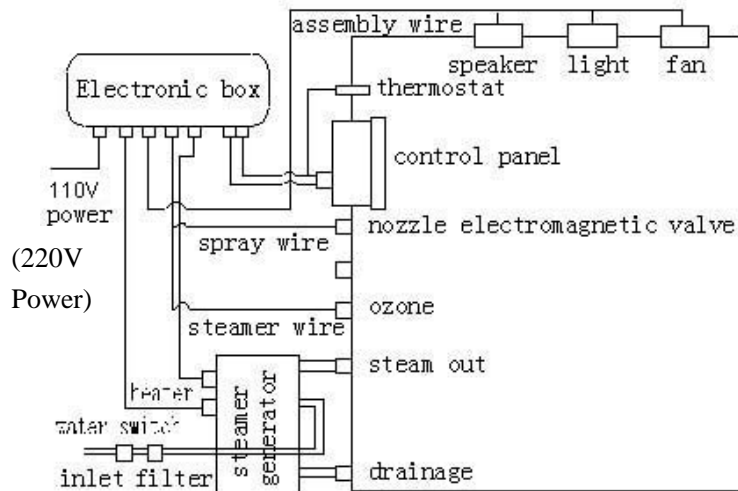 assembly wire
speaker light fan
Electronic box
thermostat
control panel
110V
power
(220V
Power)
nozzle electromagnetic valve
spray wire
ozone
steamer wire
steam out
heater
steamer
generator
water switch
inlet filter
drainage